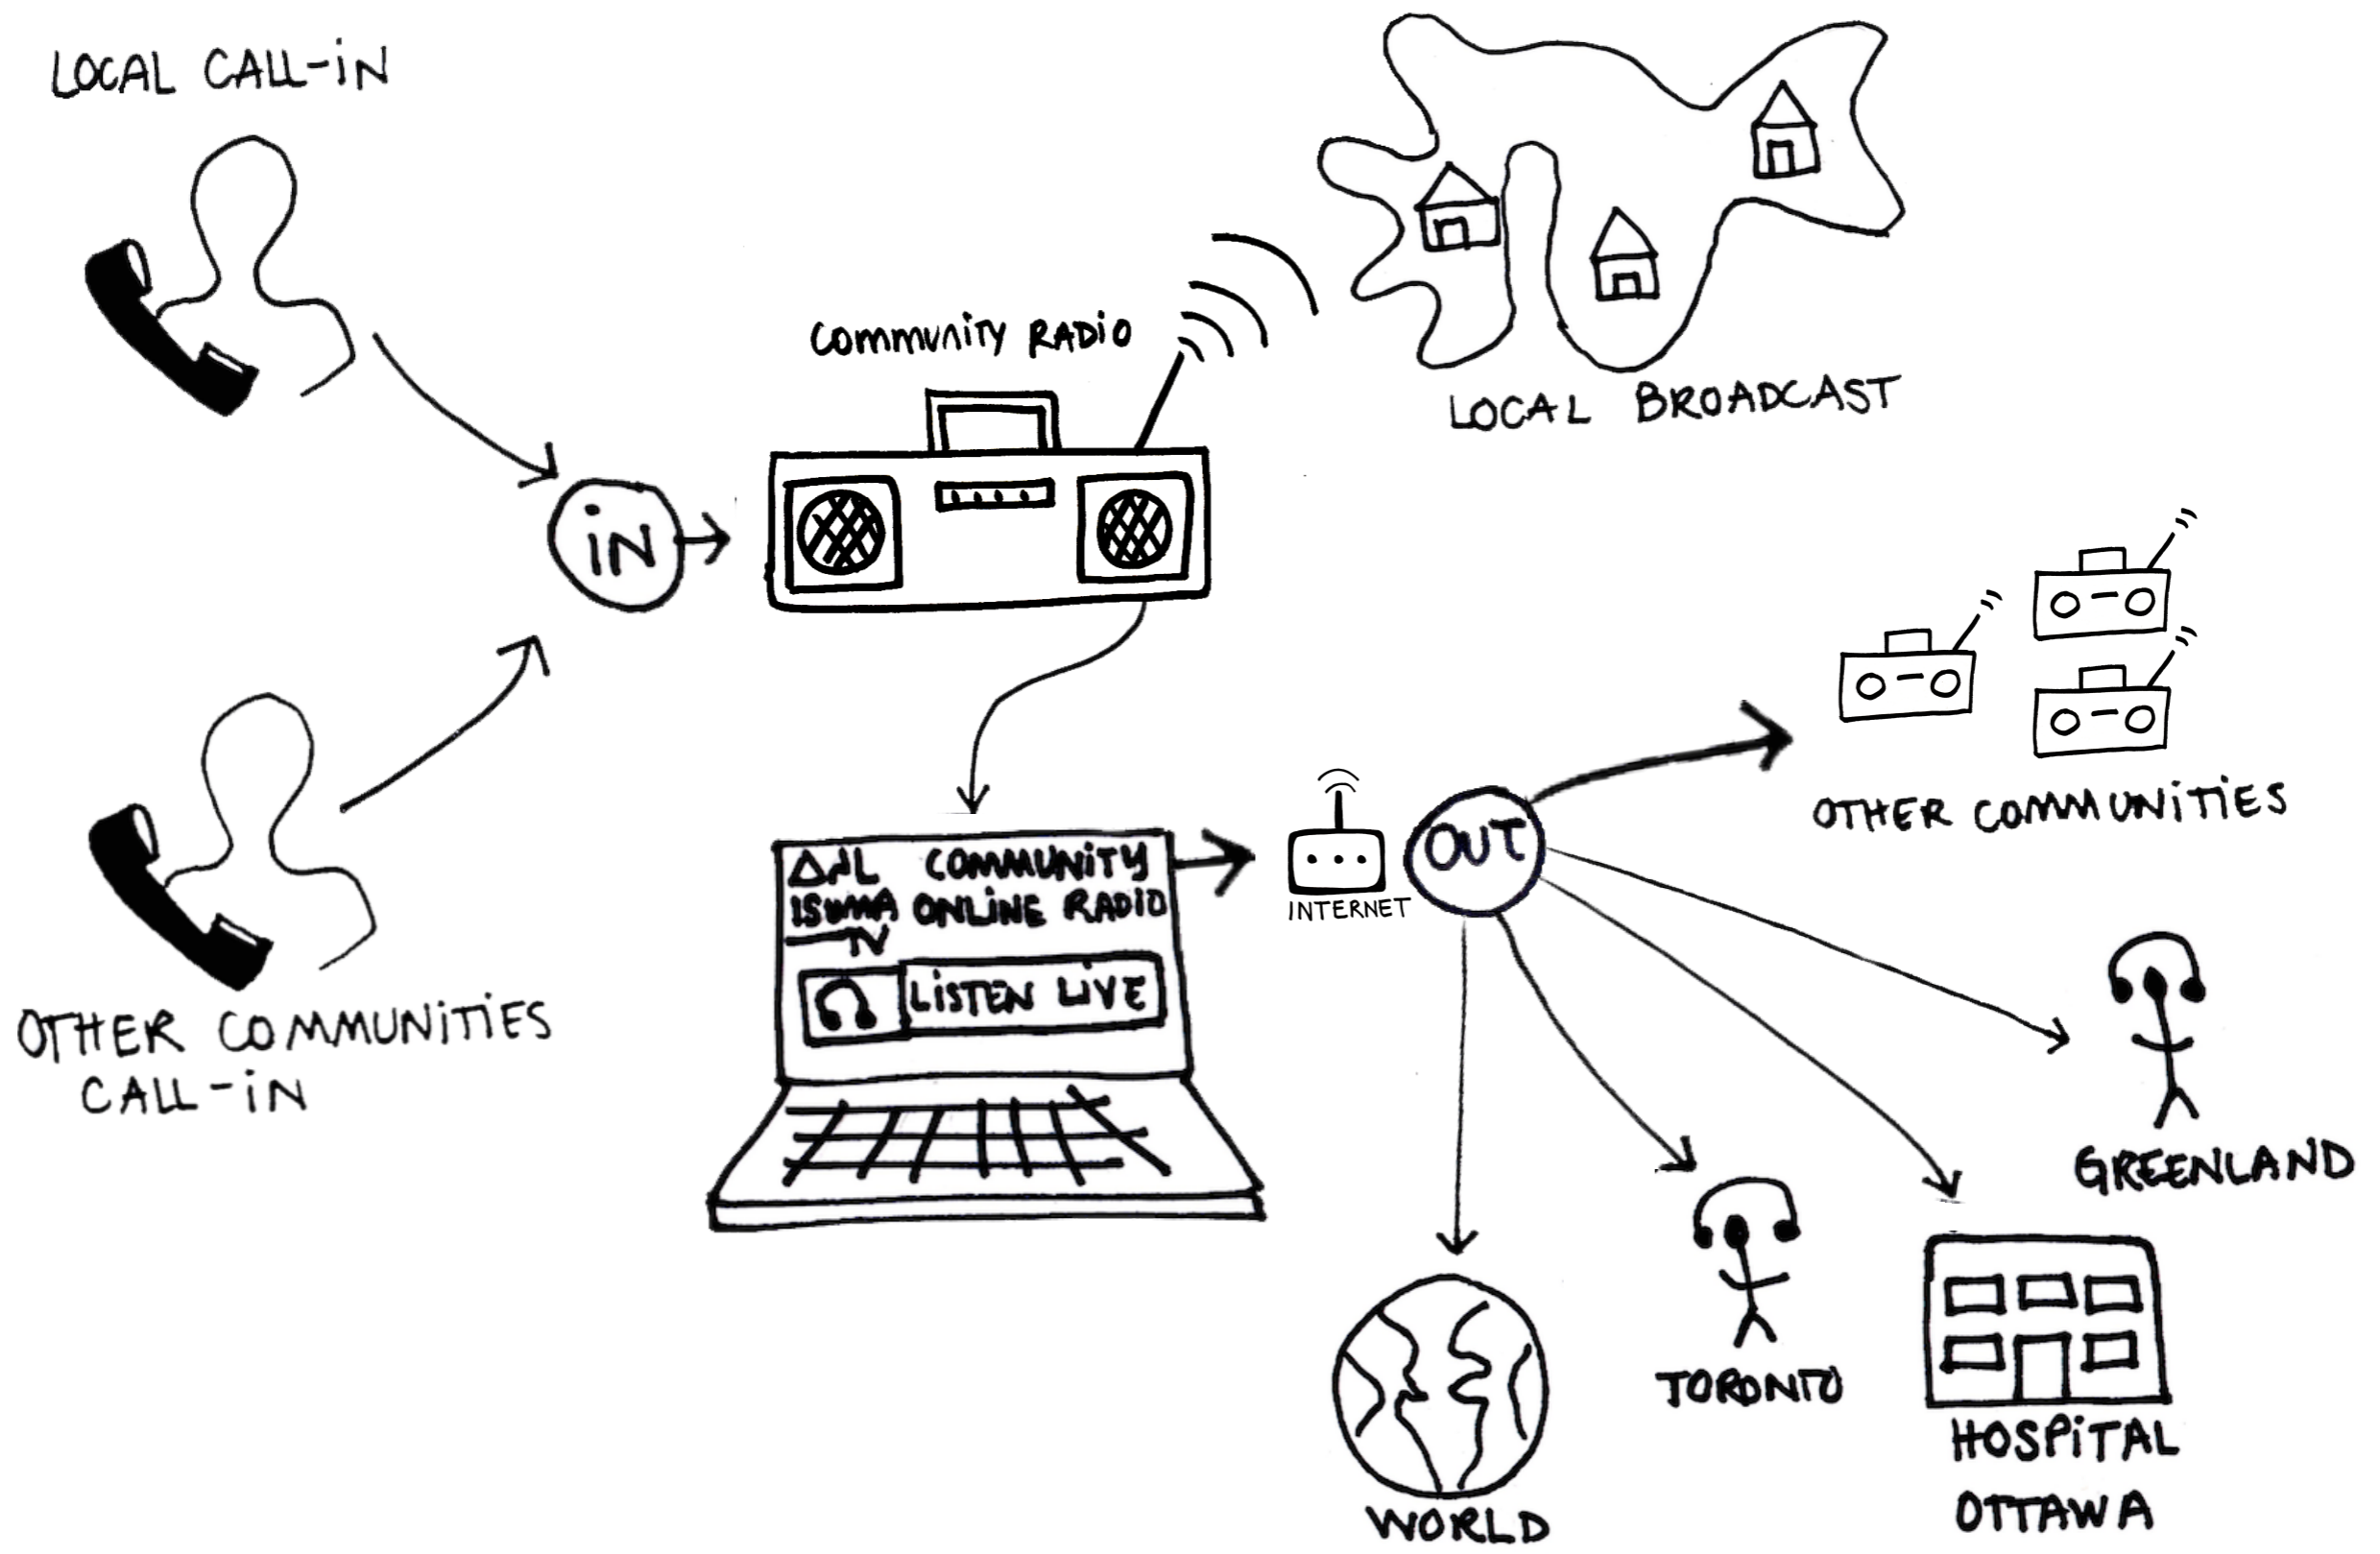 LOCAL CALL-iN
COMMUNITY RADiO
LOCAL BROADCAST
iN
OTHER COMMUNiTiES
CALL-iN
ᐃᓱᒪ COMMUNiTY
ISUMA ONLiNE RADiO
TV
LiSTEN LiVE
INTERNET
OUT
OTHER COMMUNiTiES
GREENLAND
TORONTO
HOSPiTAL
OTTAWA
WORLD